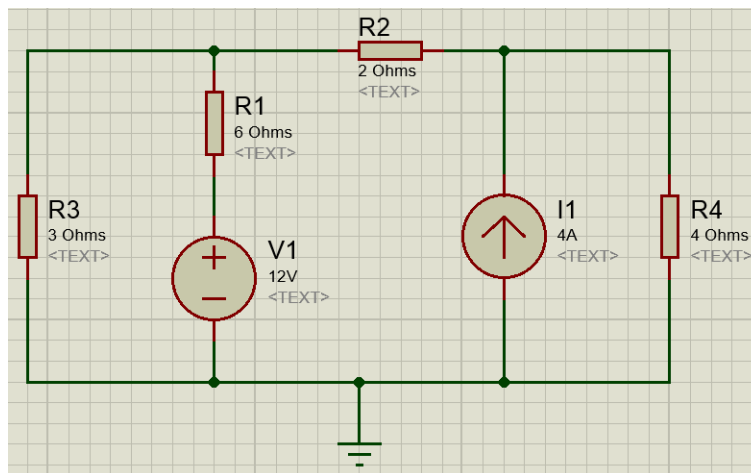 R2
2 Ohms
<TEXT>
R1
6 Ohms
<TEXT>
R3
3 Ohms
<TEXT>
V1
12V
<TEXT>
I1
4A
<TEXT>
R4
4 Ohms
<TEXT>